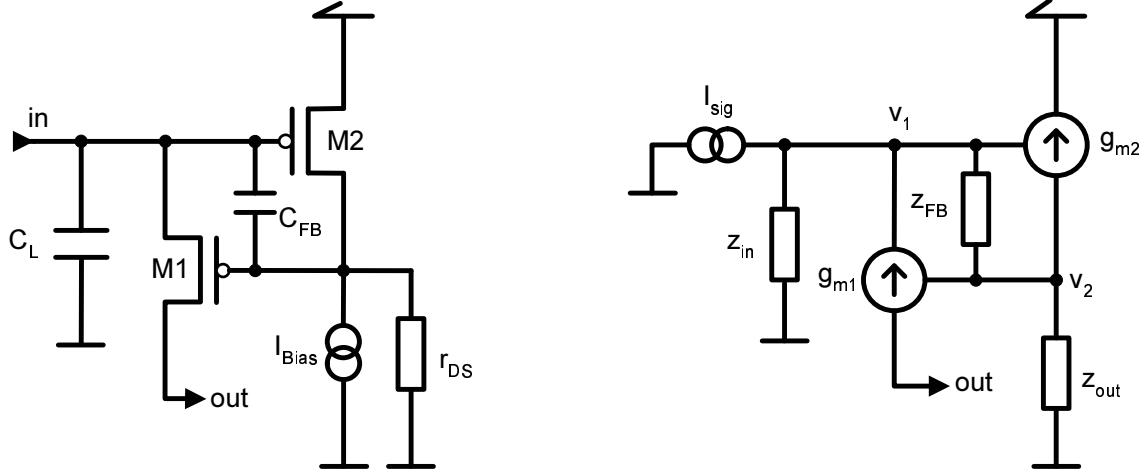 in
M2
C_FB
C_L
M1
I_Bias
r_DS
out
I_sig
v_1
g_m2
z_FB
z_in
g_m1
v_2
out
z_out